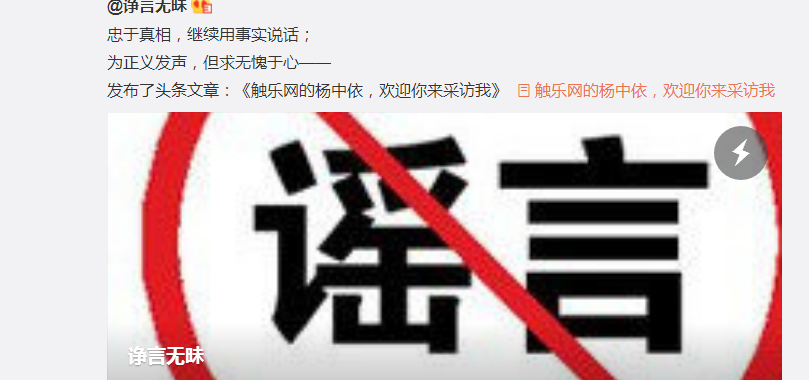 @诤言无昧
忠于真相，继续用事实说话；
为正义发声，但求无愧于心——
发布了头条文章：《触乐网的杨中依，欢迎你来采访我》 触乐网的杨中依，欢迎你来采访我
谣言
诤言无昧